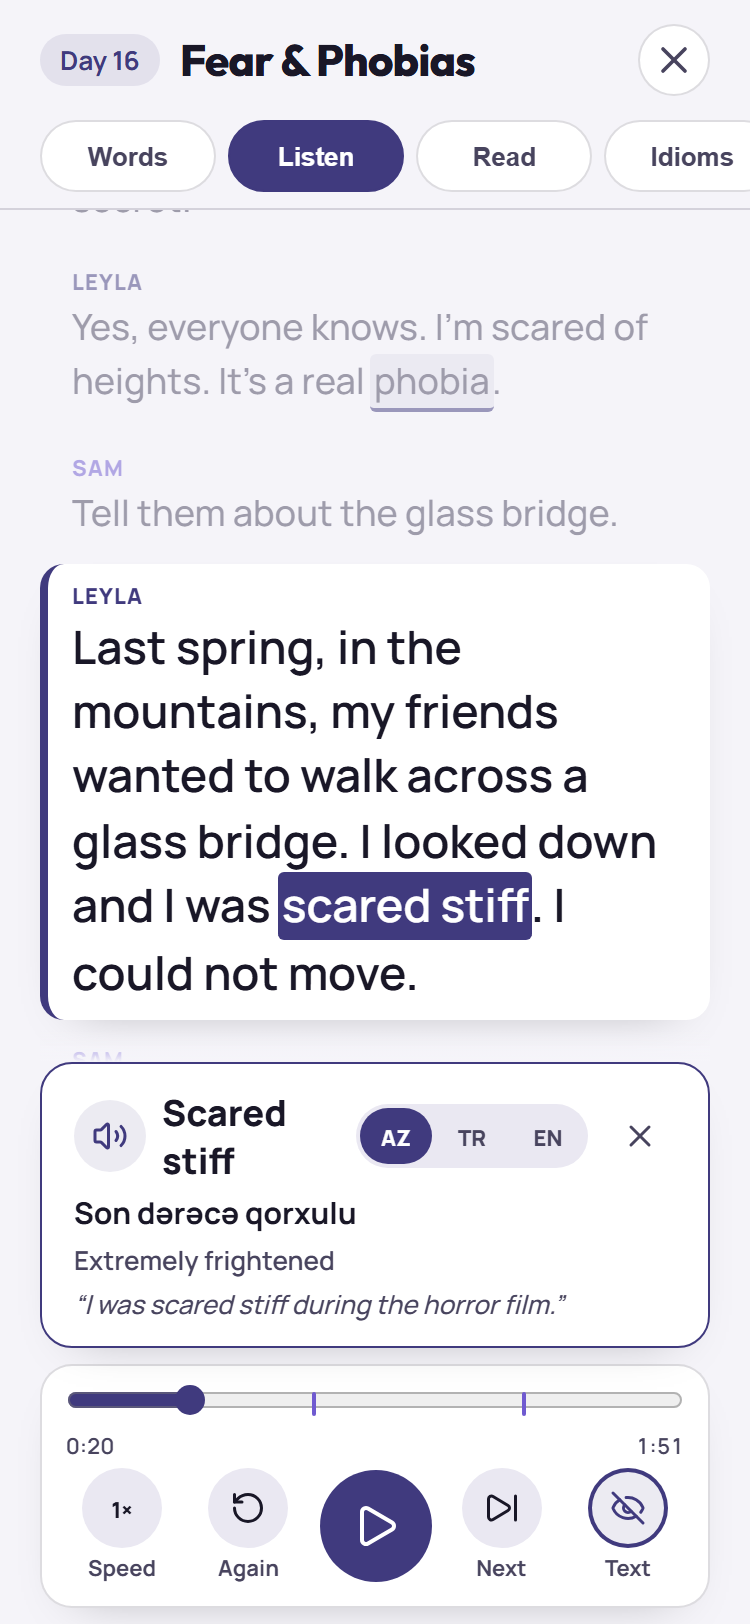 Day 16 Fear & Phobias
Words Listen Read Idioms
LEYLA
Yes, everyone knows. I’m scared of
heights. It’s a real phobia.
SAM
Tell them about the glass bridge.
LEYLA
Last spring, in the
mountains, my friends
wanted to walk across a
glass bridge. I looked down
and I was scared stiff. I
could not move.
SAM
Scared
stiff
AZ TR EN
Son dərəcə qorxulu
Extremely frightened
“I was scared stiff during the horror film.”
0:20 1:51
1×
Speed Again Next Text